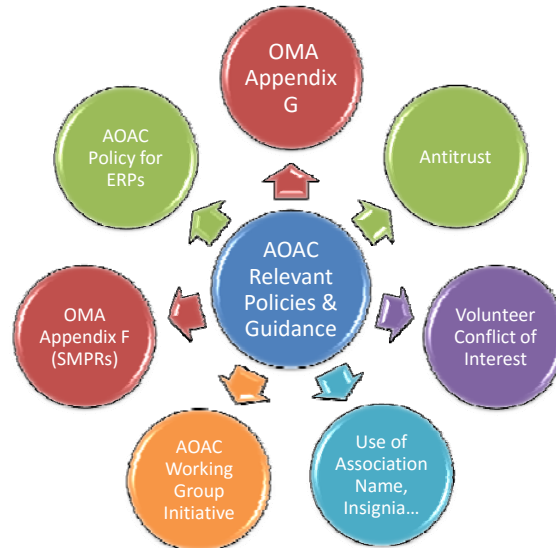 OMA
Appendix
G
AOAC
Policy for
ERPs
Antitrust
AOAC
Relevant
Policies &
Guidance
OMA
Appendix F
(SMPRs)
Volunteer
Conflict of
Interest
AOAC
Working
Group
Initiative
Use of
Association
Name,
Insignia…